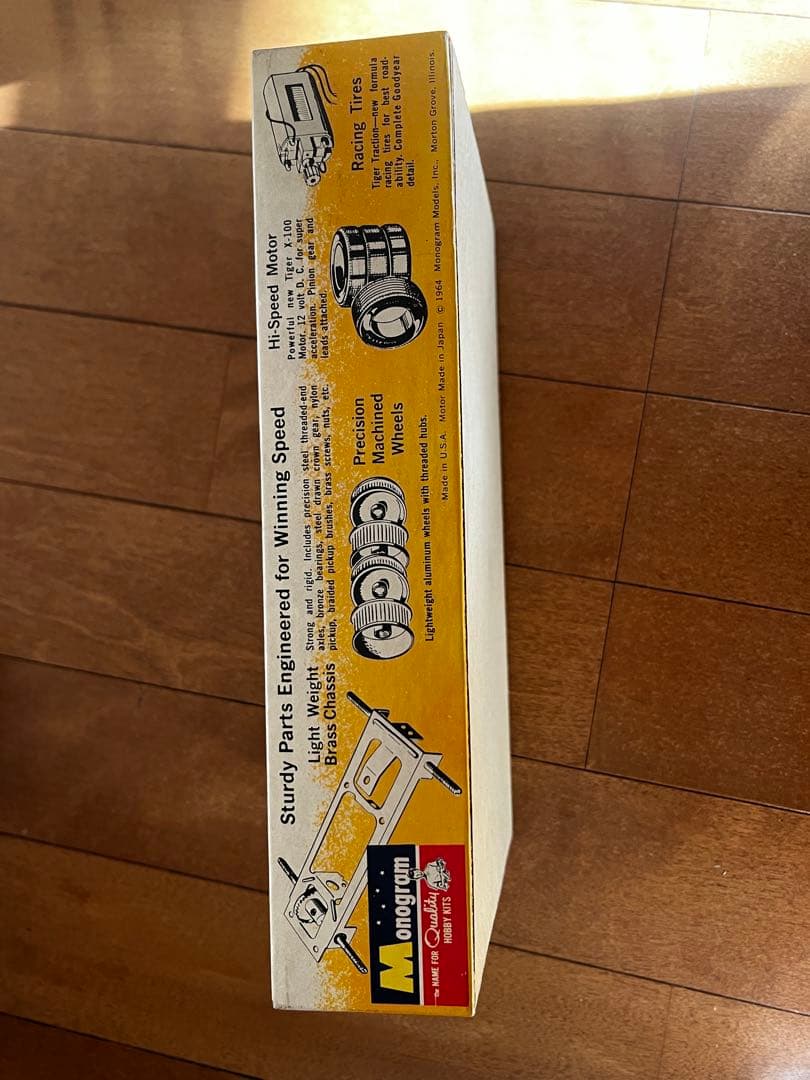 Sturdy Parts Engineered for Winning Speed
Light Weight
Brass Chassis
Strong and rigid. Includes precision steel threaded-end
axles, bronze bearings, steel drawn crown gear, nylon
pickup, braided pickup brushes, brass screws, nuts, etc.
Hi-Speed Motor
Powerful new Tiger X-100
Motor. 12 volt D. C. for super
acceleration. Pinion gear and
leads attached.
Precision
Machined
Wheels
Lightweight aluminum wheels with threaded hubs.
Racing Tires
Tiger Traction—new formula
racing tires for best road-
ability. Complete Goodyear
detail.
Monogram
the NAME FOR Quality
HOBBY KITS
Made in U.S.A. Motor Made in Japan © 1964 Monogram Models, Inc., Morton Grove, Illinois.